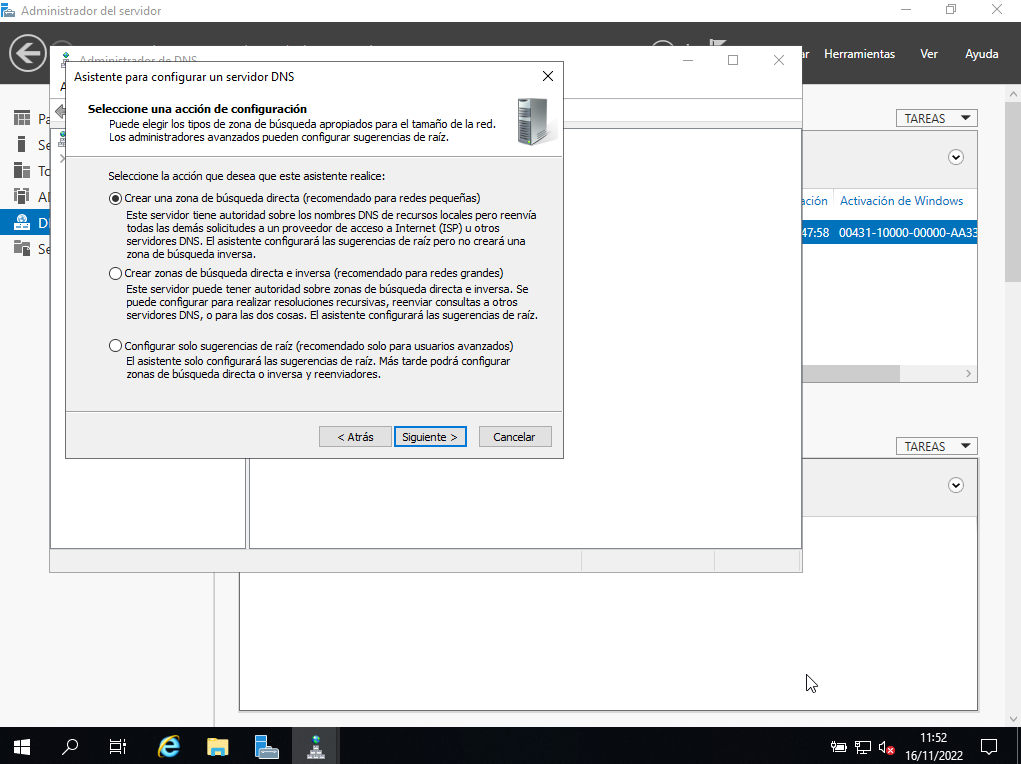 Administrador del servidor
Herramientas
Ver
Ayuda
Administrador de DNS
Asistente para configurar un servidor DNS
Seleccione una acción de configuración
Puede elegir los tipos de zona de búsqueda apropiados para el tamaño de la red.
Los administradores avanzados pueden configurar sugerencias de raíz.
Seleccione la acción que desea que este asistente realice:
Crear una zona de búsqueda directa (recomendado para redes pequeñas)
Este servidor tiene autoridad sobre los nombres DNS de recursos locales pero reenvía
todas las demás solicitudes a un proveedor de acceso a Internet (ISP) u otros
servidores DNS. El asistente configurará las sugerencias de raíz pero no creará una
zona de búsqueda inversa.
Crear zonas de búsqueda directa e inversa (recomendado para redes grandes)
Este servidor puede tener autoridad sobre zonas de búsqueda directa e inversa. Se
puede configurar para realizar resoluciones recursivas, reenviar consultas a otros
servidores DNS, o para las dos cosas. El asistente configurará las sugerencias de raíz.
Configurar solo sugerencias de raíz (recomendado solo para usuarios avanzados)
El asistente solo configurará las sugerencias de raíz. Más tarde podrá configurar
zonas de búsqueda directa o inversa y reenviadores.
< Atrás
Siguiente >
Cancelar
TAREAS
ación
Activación de Windows
47:58
00431-10000-00000-AA33
TAREAS
11:52
16/11/2022